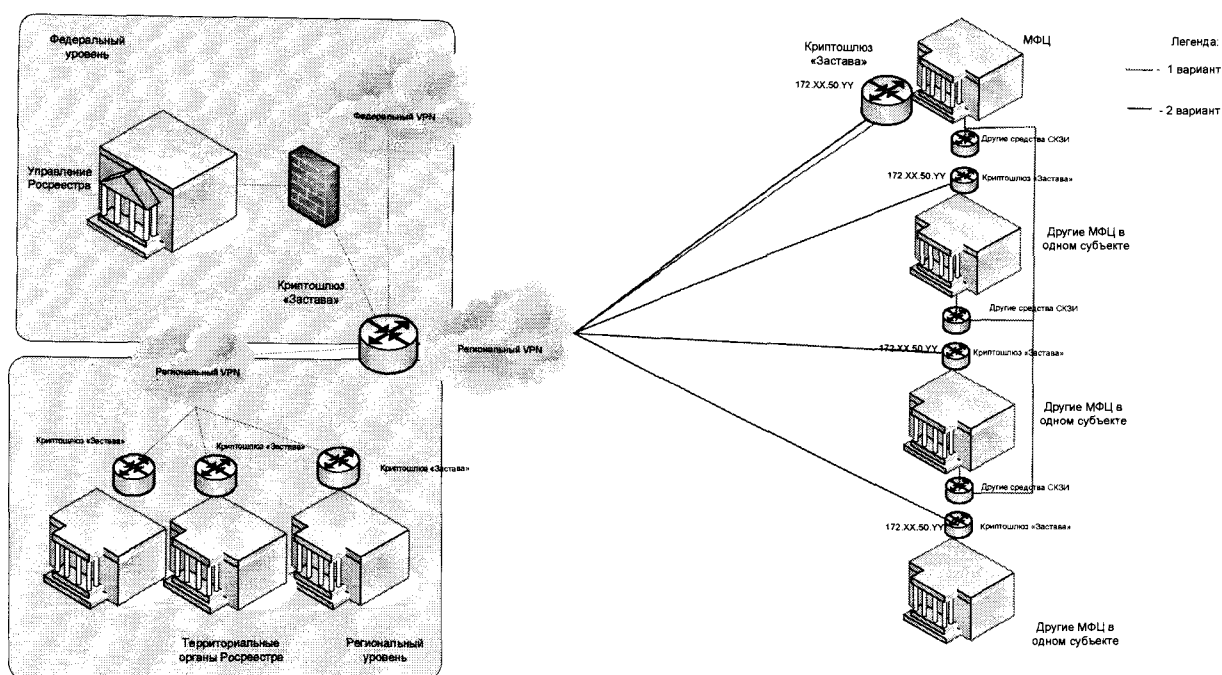 Федеральный
уровень
Федеральный VPN
Управление
Росреестра
Криптошлюз
«Застава»
Региональный VPN
Региональный VPN
Криптошлюз «Застава»
Криптошлюз «Застава»
Криптошлюз «Застава»
Территориальные
органы Росреестра
Региональный
уровень
Криптошлюз
«Застава»
172.XX.50.YY
МФЦ
Легенда:
- 1 вариант
- 2 вариант
Другие средства СКЗИ
172.XX.50.YY
Криптошлюз «Застава»
Другие МФЦ в
одном субъекте
Другие средства СКЗИ
172.XX.50.YY
Криптошлюз «Застава»
Другие МФЦ в
одном субъекте
Другие средства СКЗИ
172.XX.50.YY
Криптошлюз «Застава»
Другие МФЦ в
одном субъекте